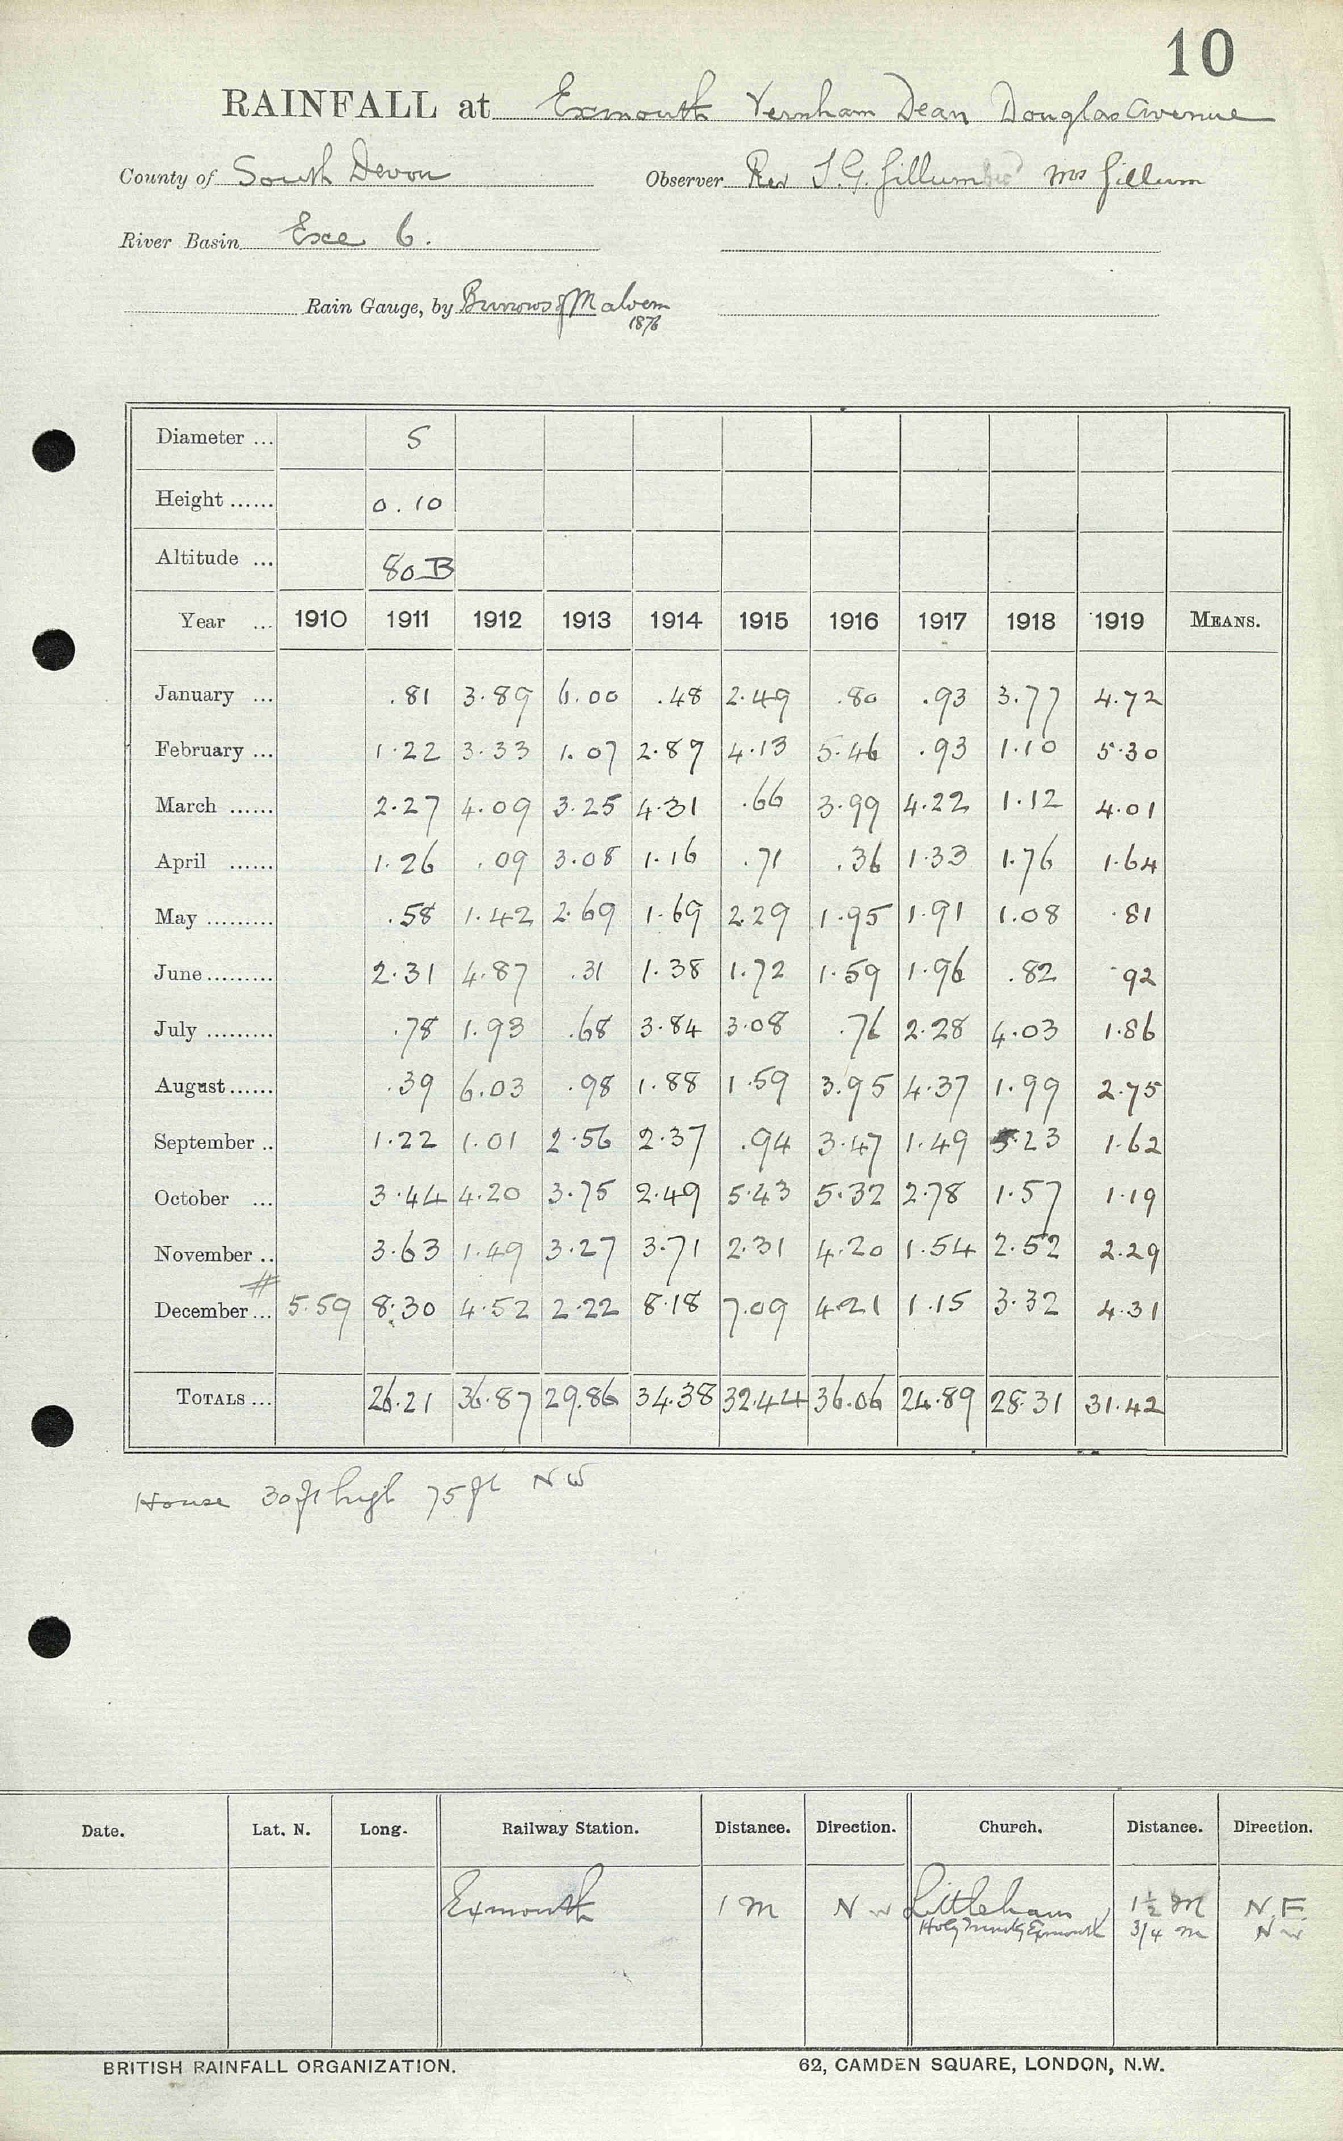 10
RAINFALL at Exmouth Vernham Dean Douglas Avenue
County of South Devon Observer Rev S. G. Gillum Mrs Gillum
River Basin Exe 6.
Rain Gauge, by Burrows of Malvern
1876
Diameter ... 5
Height ...... 0.10
Altitude ... 80 B
Year ... 1910 1911 1912 1913 1914 1915 1916 1917 1918 1919 MEANS.
January ... .81 3.89 6.00 .48 2.49 .80 .93 3.77 4.72
February ... 1.22 3.33 1.07 2.87 4.13 5.46 .93 1.10 5.30
March ...... 2.27 4.09 3.25 4.31 .66 3.99 4.22 1.12 4.01
April ...... 1.26 .09 3.08 1.16 .71 .36 1.33 1.76 1.64
May ......... .58 1.42 2.69 1.69 2.29 1.95 1.91 1.08 .81
June ......... 2.31 4.87 .31 1.38 1.72 1.59 1.96 .82 .92
July ......... .78 1.93 .68 3.84 3.08 .76 2.28 4.03 1.86
August ...... .39 6.03 .98 1.88 1.59 3.95 4.37 1.99 2.75
September .. 1.22 1.01 2.56 2.37 .94 3.47 1.49 5.23 1.62
October ... 3.44 4.20 3.75 2.49 5.43 5.32 2.78 1.57 1.19
November .. 3.63 1.49 3.27 3.71 2.31 4.20 1.54 2.52 2.29
#
December ... 5.59 8.30 4.52 2.22 8.18 7.09 4.21 1.15 3.32 4.31
TOTALS ... 26.21 36.87 29.86 34.38 32.44 36.06 24.89 28.31 31.42
House 30 ft high 75 ft NW
Date. Lat. N. Long. Railway Station. Distance. Direction. Church. Distance. Direction.
Exmouth 1 M NW Littleham 1½ M N.E.
Holy Trinity Exmouth 3/4 m NW
BRITISH RAINFALL ORGANIZATION. 62, CAMDEN SQUARE, LONDON, N.W.